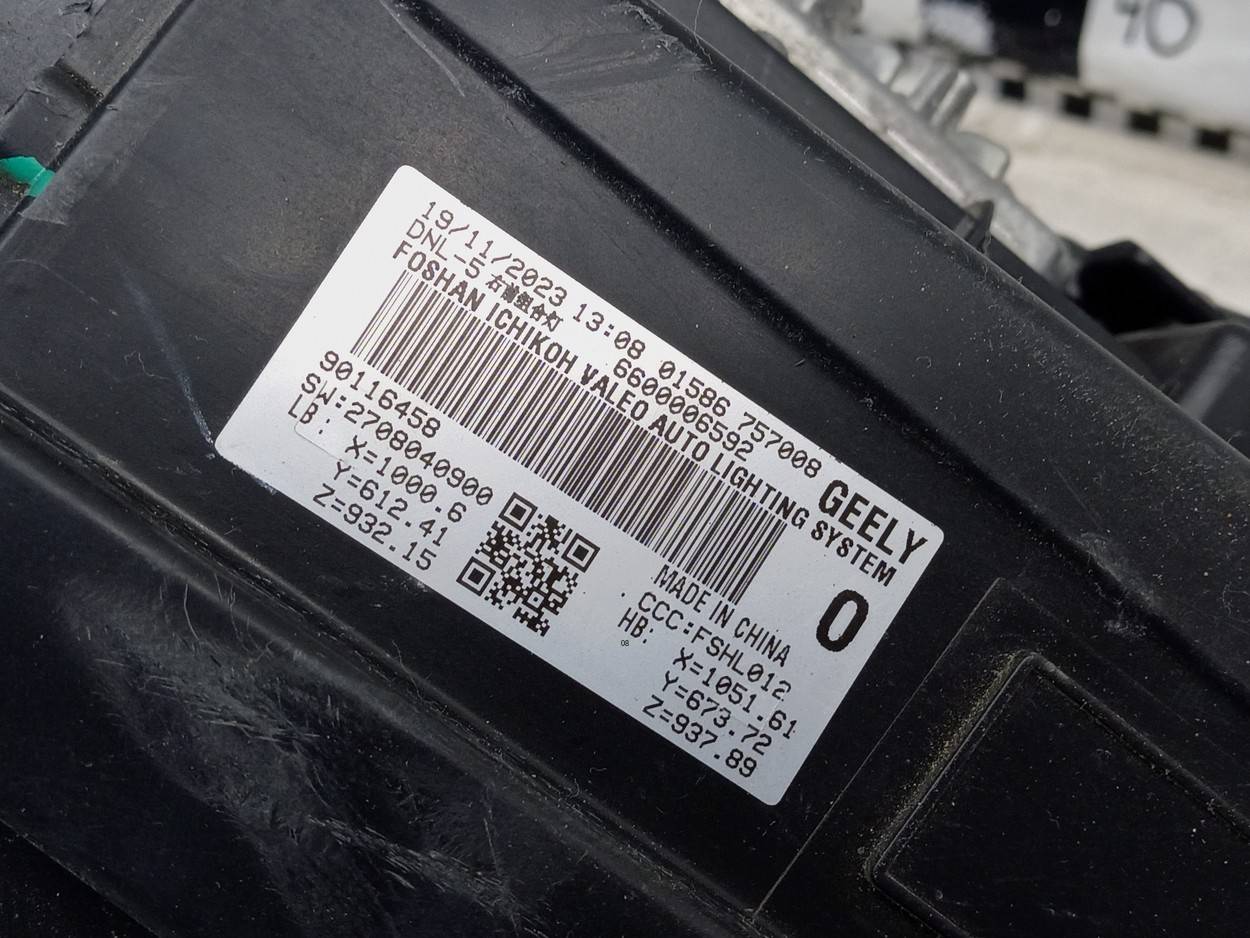 19/11/2023 13:08 01586 757008
DNL-5 右前组合灯 6600006592
FOSHAN ICHIKOH VALEO AUTO LIGHTING SYSTEM
GEELY
0
90116458
SW:2708040900
LB:
X=1000.6
Y=612.41
Z=932.15
MADE IN CHINA
CCC:FSHL012
HB:
08
X=1051.61
Y=673.72
Z=937.89